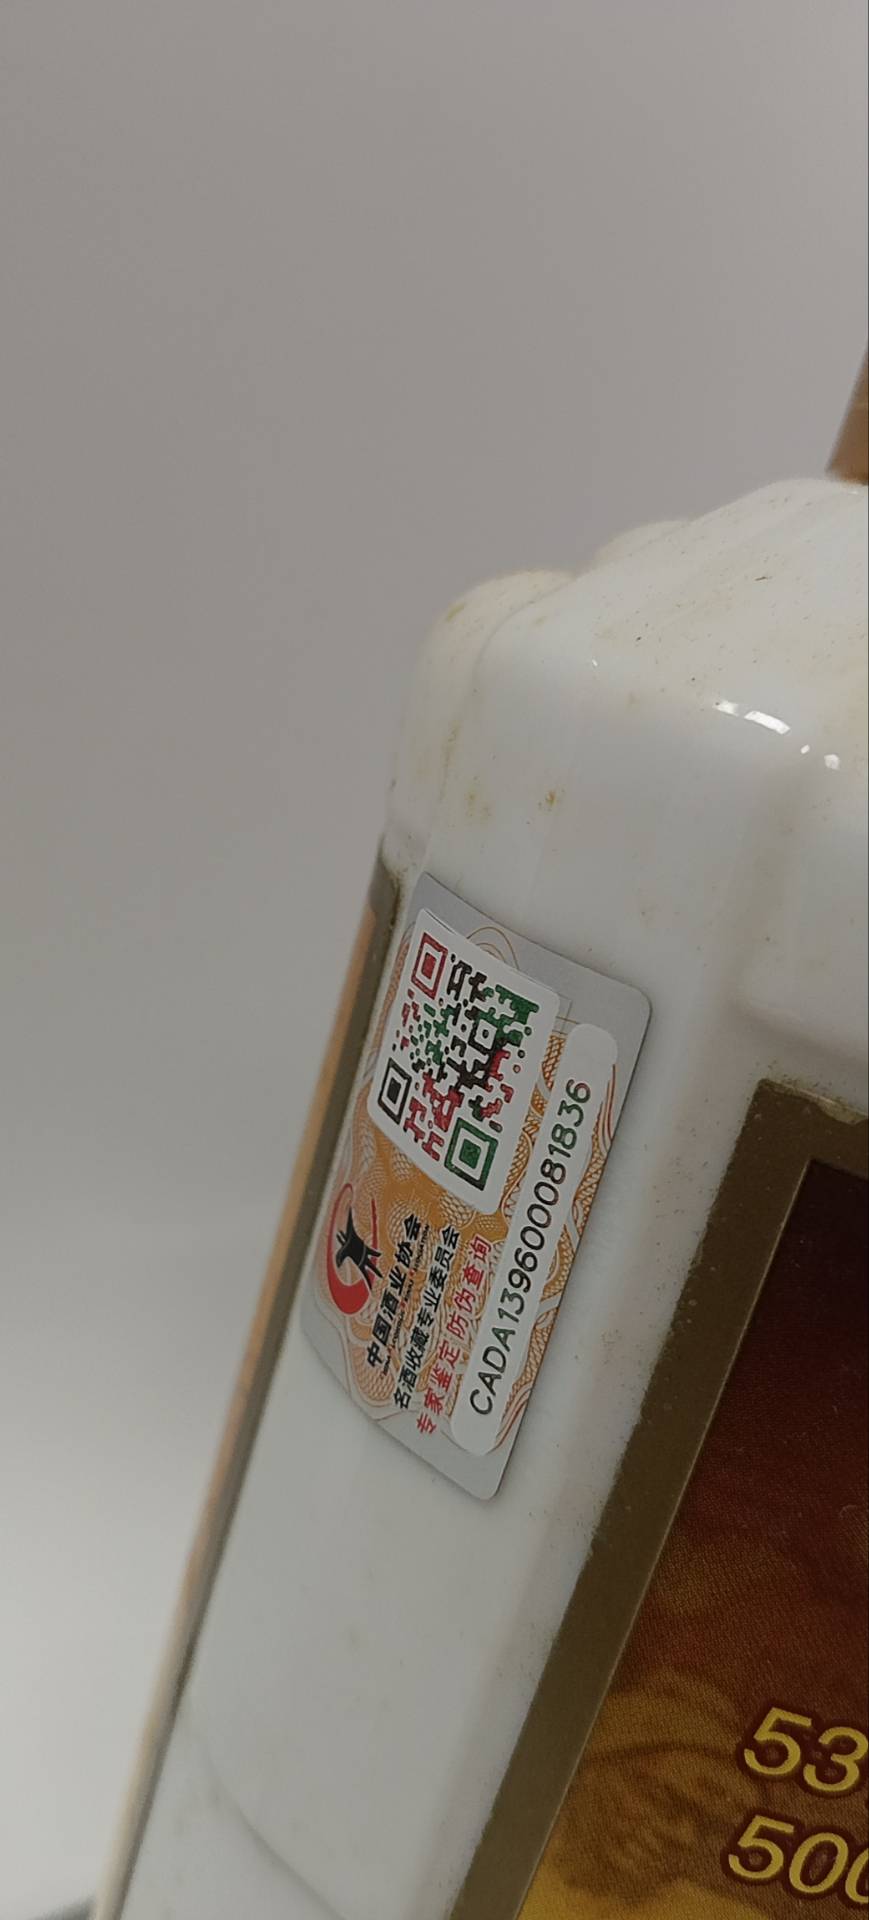 中国酒业协会
名酒收藏专业委员会
专家鉴定 防伪查询
CADA139600081836
53
500